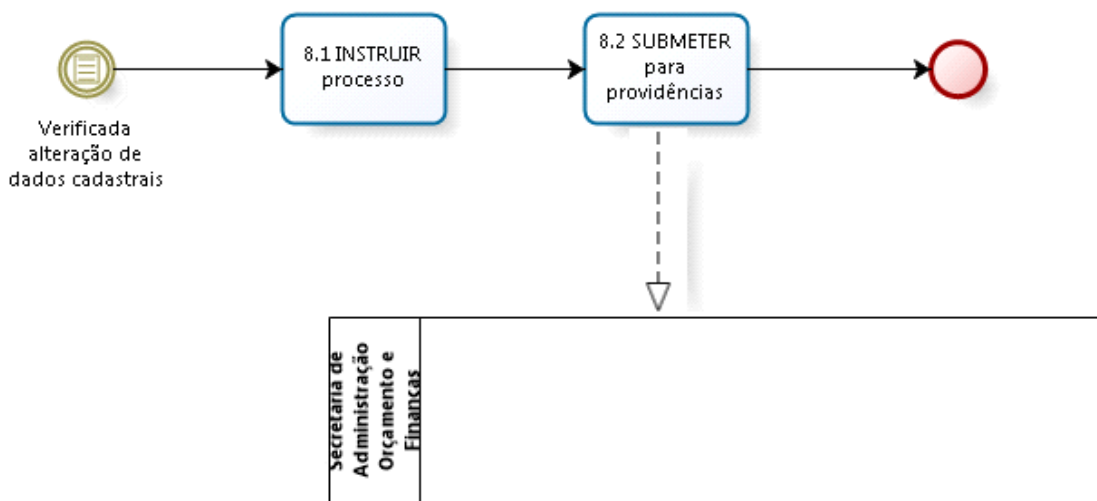 8.1 INSTRUIR
processo
8.2 SUBMETER
para
providências
Verificada
alteração de
dados cadastrais
Secretaria de
Administração
Orçamento e
Finanças